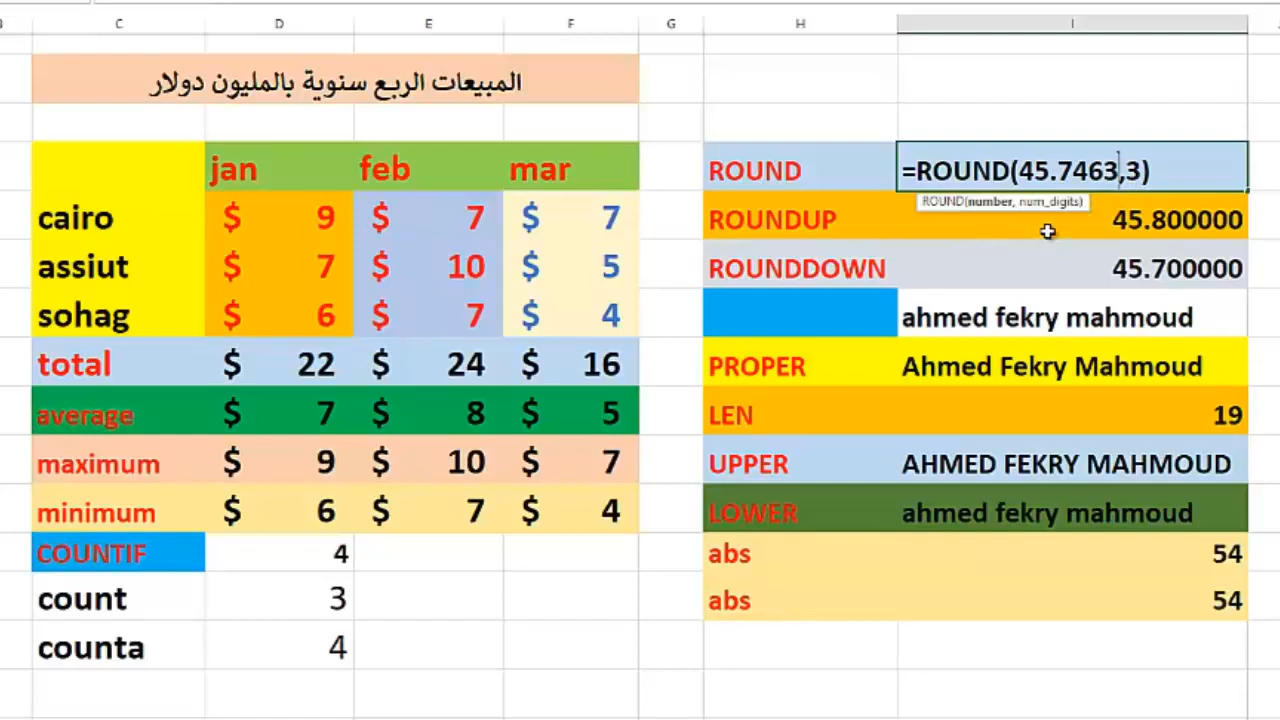 C D E F G H I
المبيعات الربع سنوية بالمليون دولار
jan feb mar
cairo $ 9 $ 7 $ 7
assiut $ 7 $ 10 $ 5
sohag $ 6 $ 7 $ 4
total $ 22 $ 24 $ 16
average $ 7 $ 8 $ 5
maximum $ 9 $ 10 $ 7
minimum $ 6 $ 7 $ 4
COUNTIF 4
count 3
counta 4
ROUND =ROUND(45.7463,3)
ROUND(number, num_digits)
ROUNDUP 45.800000
ROUNDDOWN 45.700000
ahmed fekry mahmoud
PROPER Ahmed Fekry Mahmoud
LEN 19
UPPER AHMED FEKRY MAHMOUD
LOWER ahmed fekry mahmoud
abs 54
abs 54